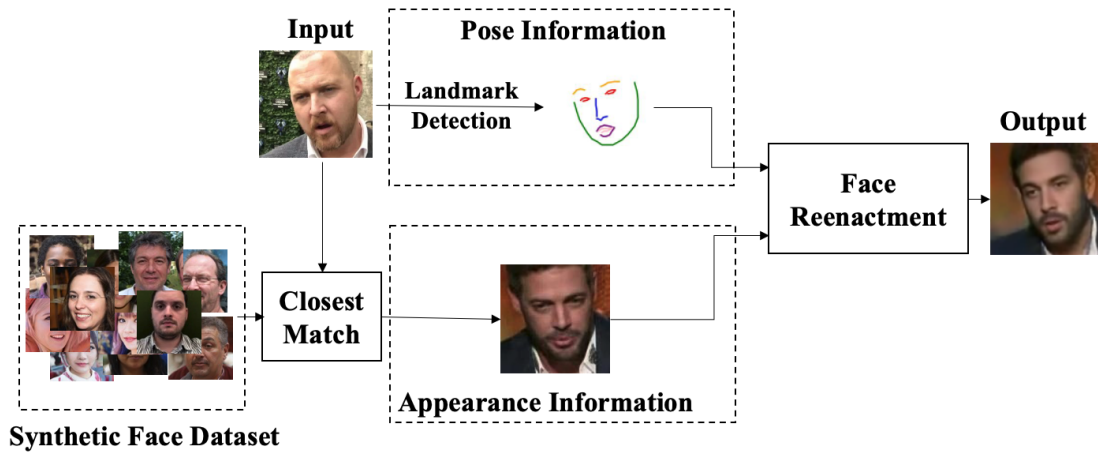 Input
Pose Information
Landmark
Detection
Output
Face
Reenactment
Closest
Match
Appearance Information
Synthetic Face Dataset